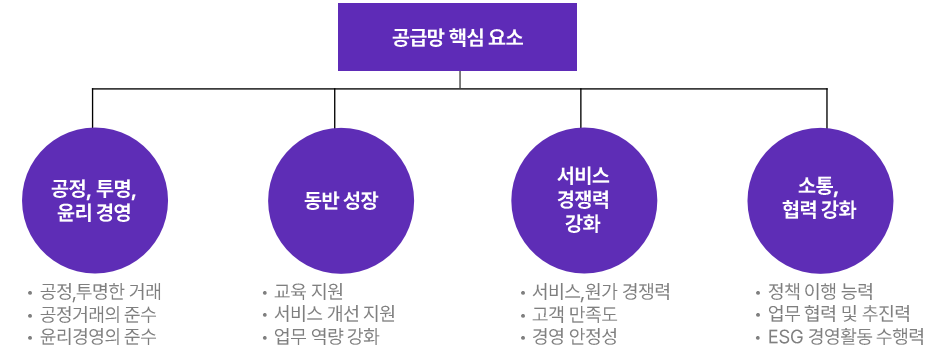 공급망 핵심 요소
공정, 투명,
윤리 경영
• 공정,투명한 거래
• 공정거래의 준수
• 윤리경영의 준수
동반 성장
• 교육 지원
• 서비스 개선 지원
• 업무 역량 강화
서비스
경쟁력
강화
• 서비스,원가 경쟁력
• 고객 만족도
• 경영 안정성
소통,
협력 강화
• 정책 이행 능력
• 업무 협력 및 추진력
• ESG 경영활동 수행력